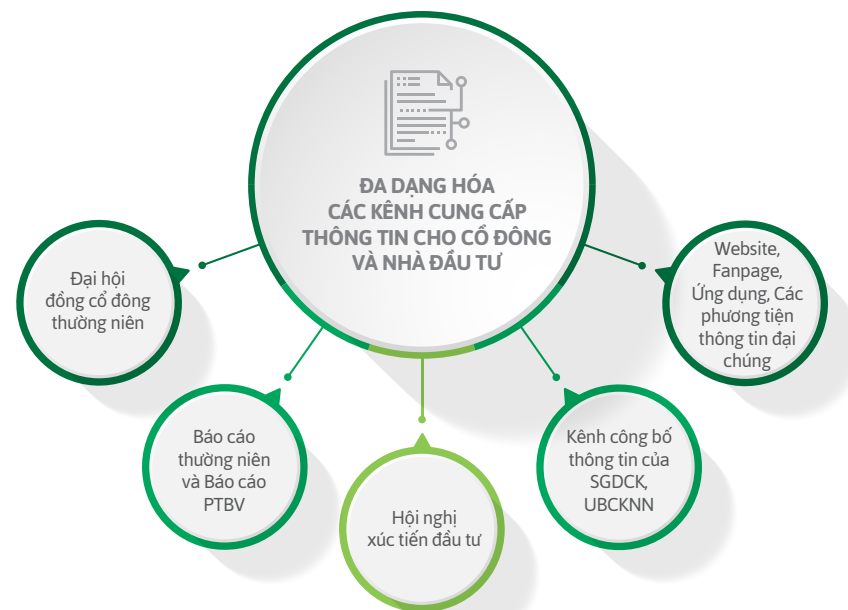 ĐA DẠNG HÓA
CÁC KÊNH CUNG CẤP
THÔNG TIN CHO CỔ ĐÔNG
VÀ NHÀ ĐẦU TƯ
Đại hội
đồng cổ đông
thường niên
Báo cáo
thường niên
và Báo cáo
PTBV
Hội nghị
xúc tiến đầu tư
Kênh công bố
thông tin của
SGDCK,
UBCKNN
Website,
Fanpage,
Ứng dụng, Các
phương tiện
thông tin đại
chúng